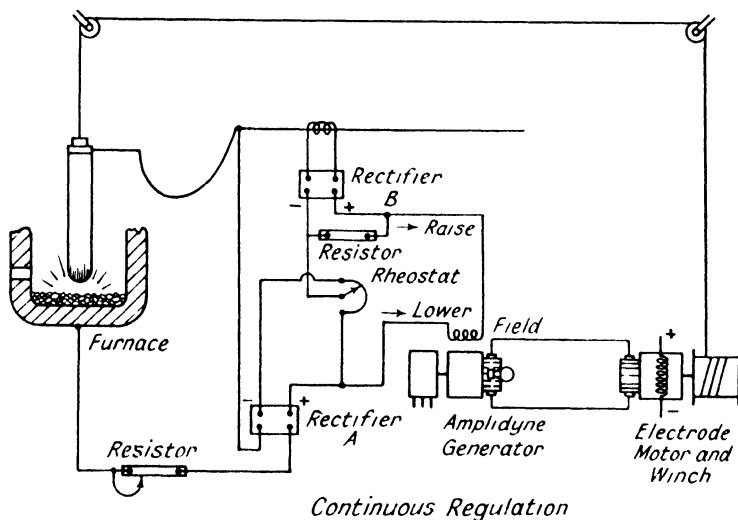 Rectifier
B
- +
Raise
Resistor
Rheostat
Lower
Furnace
Field
+
- +
Rectifier
A
Resistor
Amplidyne
Generator
-
Electrode
Motor and
Winch
Continuous Regulation